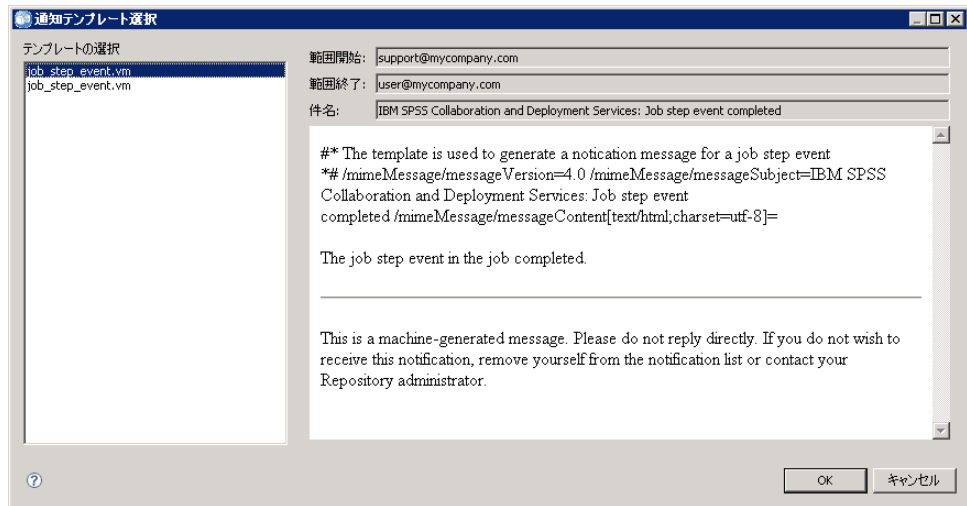 通知テンプレート選択
テンプレートの選択
job_step_event.vm
job_step_event.vm
範囲開始: support@mycompany.com
範囲終了: user@mycompany.com
件名: IBM SPSS Collaboration and Deployment Services: Job step event completed
#* The template is used to generate a notication message for a job step event
*# /mimeMessage/messageVersion=4.0 /mimeMessage/messageSubject=IBM SPSS
Collaboration and Deployment Services: Job step event
completed /mimeMessage/messageContent[text/html;charset=utf-8]=
The job step event in the job completed.
This is a machine-generated message. Please do not reply directly. If you do not wish to
receive this notification, remove yourself from the notification list or contact your
Repository administrator.
?
OK
キャンセル